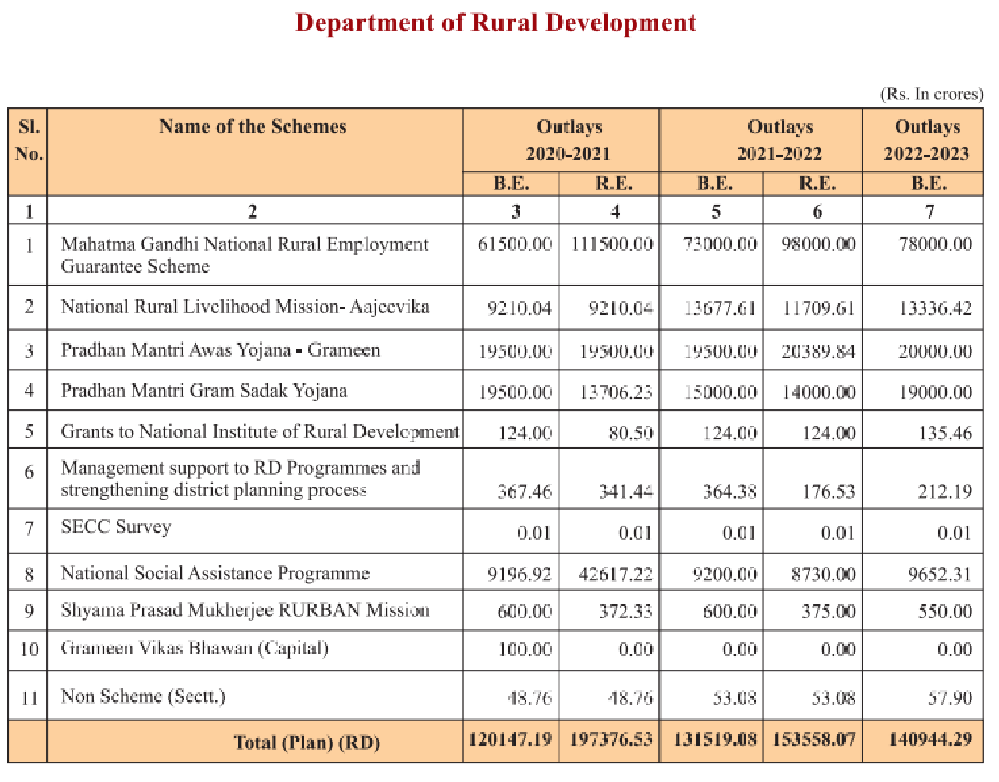 Department of Rural Development
(Rs. In crores)
Sl. No. Name of the Schemes Outlays 2020-2021 Outlays 2021-2022 Outlays 2022-2023
B.E. R.E. B.E. R.E. B.E.
1 2 3 4 5 6 7
1 Mahatma Gandhi National Rural Employment 61500.00 111500.00 73000.00 98000.00 78000.00
Guarantee Scheme
2 National Rural Livelihood Mission- Aajeevika 9210.04 9210.04 13677.61 11709.61 13336.42
3 Pradhan Mantri Awas Yojana - Grameen 19500.00 19500.00 19500.00 20389.84 20000.00
4 Pradhan Mantri Gram Sadak Yojana 19500.00 13706.23 15000.00 14000.00 19000.00
5 Grants to National Institute of Rural Development 124.00 80.50 124.00 124.00 135.46
6 Management support to RD Programmes and
strengthening district planning process 367.46 341.44 364.38 176.53 212.19
7 SECC Survey 0.01 0.01 0.01 0.01 0.01
8 National Social Assistance Programme 9196.92 42617.22 9200.00 8730.00 9652.31
9 Shyama Prasad Mukherjee RURBAN Mission 600.00 372.33 600.00 375.00 550.00
10 Grameen Vikas Bhawan (Capital) 100.00 0.00 0.00 0.00 0.00
11 Non Scheme (Sectt.) 48.76 48.76 53.08 53.08 57.90
Total (Plan) (RD) 120147.19 197376.53 131519.08 153558.07 140944.29